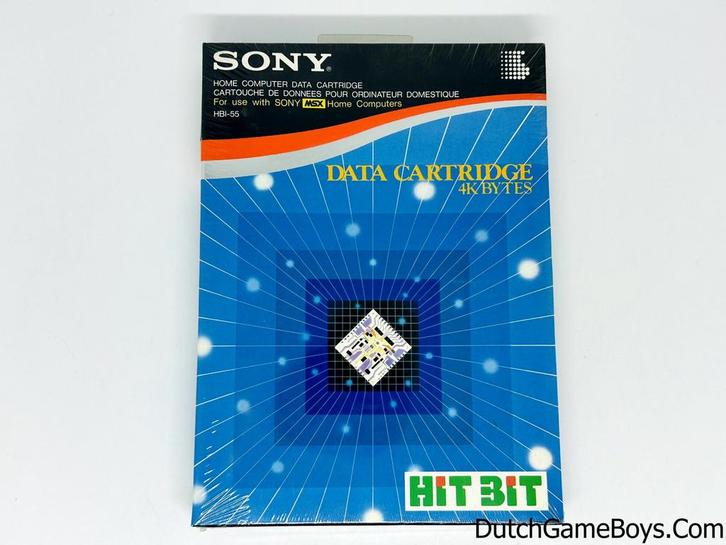 SONY®
HOME COMPUTER DATA CARTRIDGE
CARTOUCHE DE DONNEES POUR ORDINATEUR DOMESTIQUE
For use with SONY MSX Home Computers
HBI-55
DATA CARTRIDGE
4K BYTES
HiT BiT
DutchGameBoys.Com